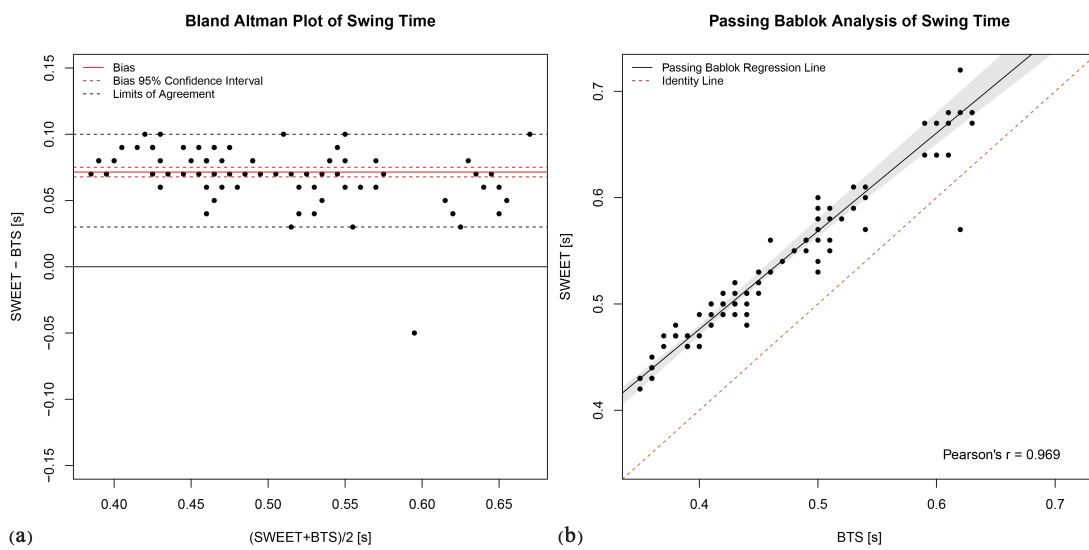 Bland Altman Plot of Swing Time
Bias
Bias 95% Confidence Interval
Limits of Agreement
SWEET − BTS [s]
0.15
0.10
0.05
0.00
−0.05
−0.10
−0.15
0.40 0.45 0.50 0.55 0.60 0.65
(SWEET+BTS)/2 [s]
(a)
Passing Bablok Analysis of Swing Time
Passing Bablok Regression Line
Identity Line
SWEET [s]
0.7
0.6
0.5
0.4
Pearson's r = 0.969
0.4 0.5 0.6 0.7
BTS [s]
(b)